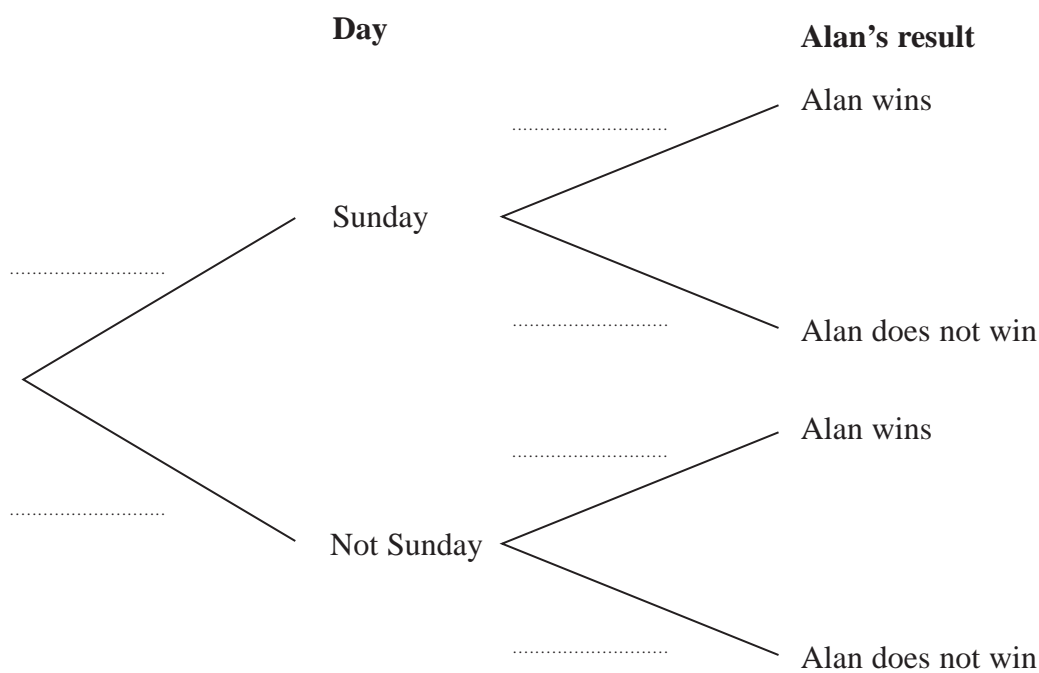 Day
Alan’s result
Alan wins
Sunday
Alan does not win
Alan wins
Not Sunday
Alan does not win